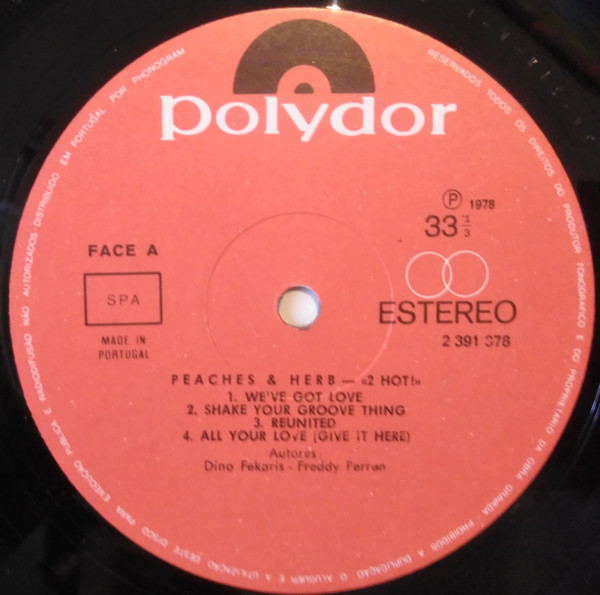 polydor
Ⓟ 1978
33 1/3
FACE A
SPA
MADE IN
PORTUGAL
ESTEREO
2 391 378
PEACHES & HERB — «2 HOT!»
1. WE'VE GOT LOVE
2. SHAKE YOUR GROOVE THING
3. REUNITED
4. ALL YOUR LOVE (GIVE IT HERE)
Autores:
Dino Fekaris - Freddy Perren
RESERVADOS TODOS OS DIREITOS DO PRODUTOR FONOGRÁFICO E DO PROPRIETÁRIO DA OBRA GRAVADA · PROIBIDOS A DUPLICAÇÃO O ALUGUER E A UTILIZAÇÃO DESTE DISCO PARA EXECUÇÃO PÚBLICA E RADIODIFUSÃO NÃO AUTORIZADOS · DISTRIBUIDO EM PORTUGAL POR PHONOGRAM